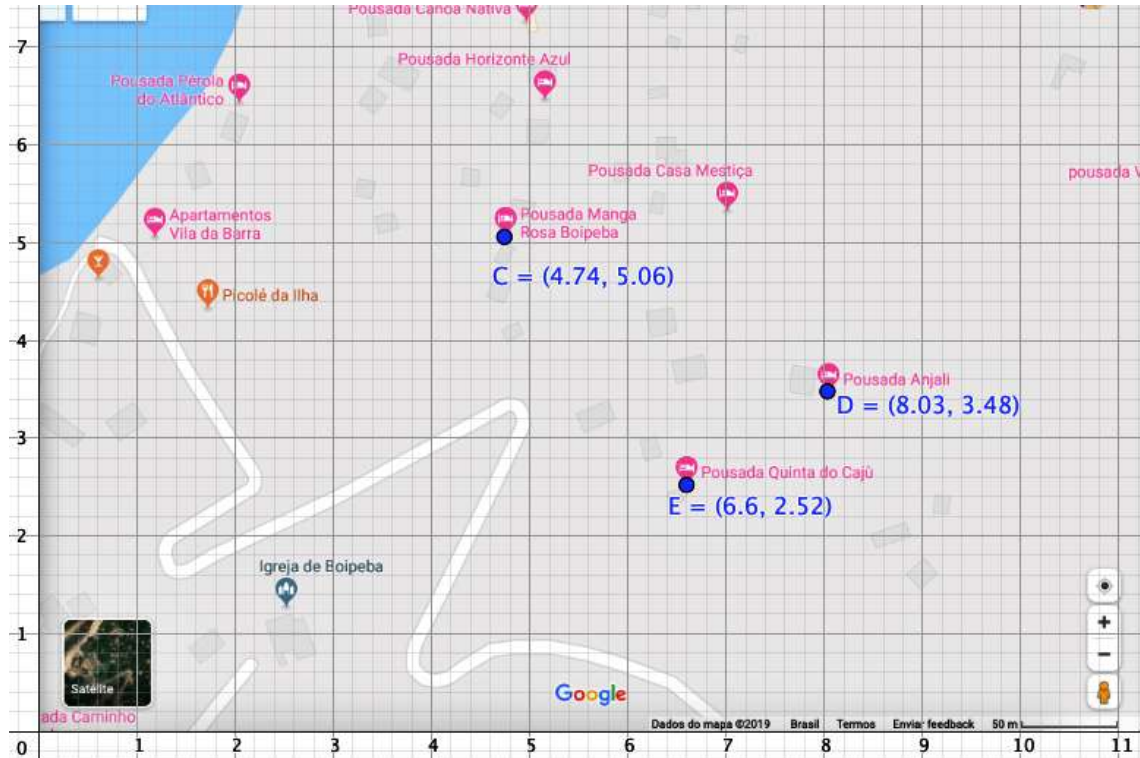 Pousada Canoa Nativa
7
Pousada Horizonte Azul
Pousada Pérola
do Atlântico
6
Pousada Casa Mestiça
pousada V
Apartamentos
Vila da Barra
Pousada Manga
Rosa Boipeba
5
C = (4.74, 5.06)
Picolé da Ilha
4
Pousada Anjali
D = (8.03, 3.48)
3
Pousada Quinta do Cajù
E = (6.6, 2.52)
2
Igreja de Boipeba
1
Satélite
Google
ada Caminho
Dados do mapa ©2019 Brasil Termos Enviar feedback 50 m
0 1 2 3 4 5 6 7 8 9 10 11